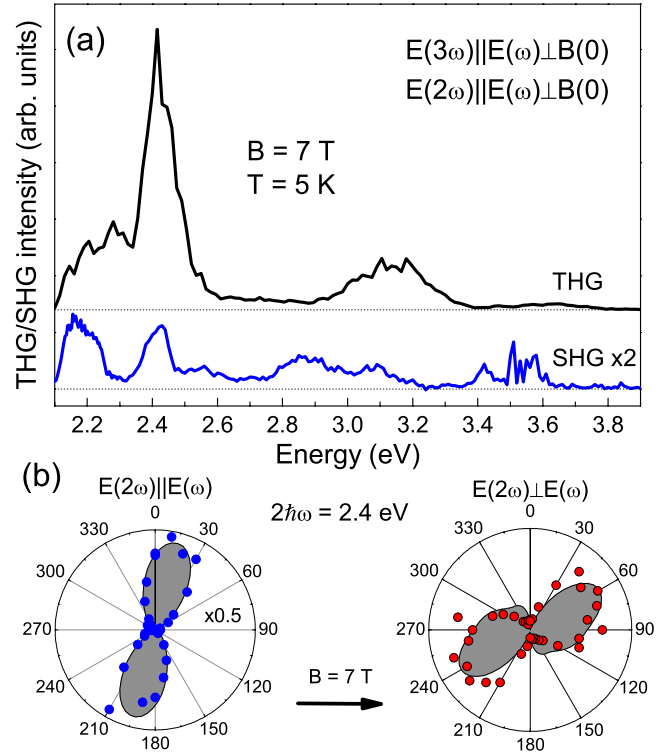 (a)
E(3ω)||E(ω)⊥B(0)
E(2ω)||E(ω)⊥B(0)
B = 7 T
T = 5 K
THG/SHG intensity (arb. units)
THG
SHG x2
2.2 2.4 2.6 2.8 3.0 3.2 3.4 3.6 3.8
Energy (eV)
(b)
E(2ω)||E(ω)
2ħω = 2.4 eV
E(2ω)⊥E(ω)
0
30
60
90
120
150
180
210
240
270
300
330
x0.5
B = 7 T
0
30
60
90
120
150
180
210
240
270
300
330